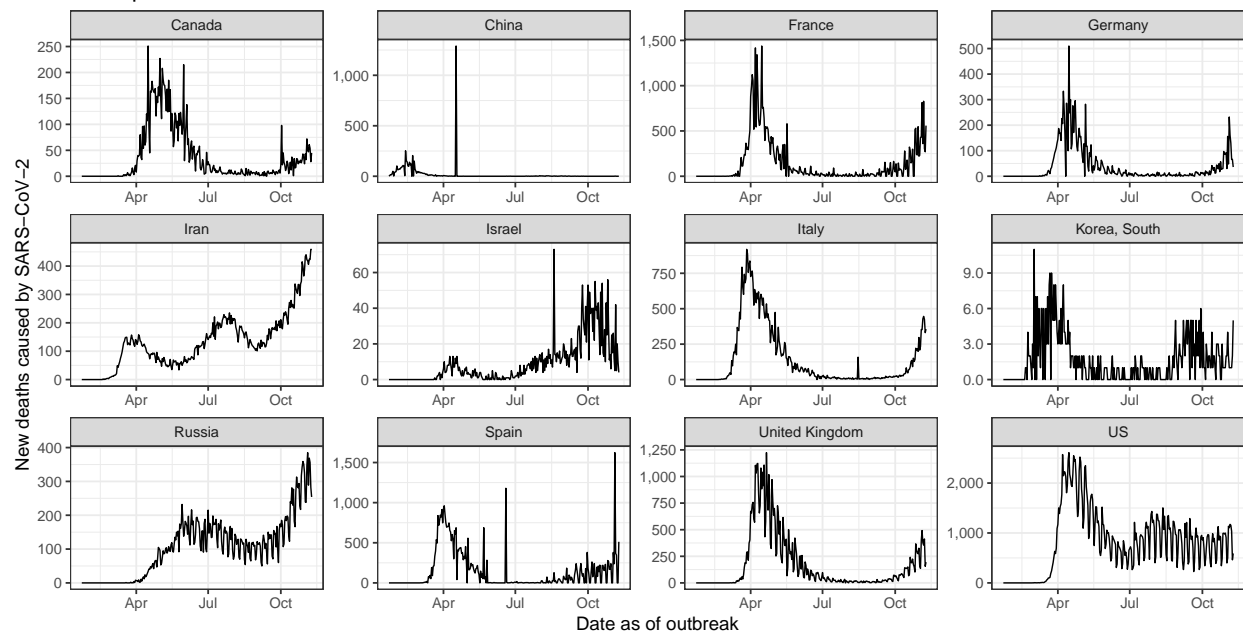 Canada China France Germany
250 1,500 500
200 1,000 400
150 1,000 300
100 500 500 200
50 100
0 0 0 0
Apr Jul Oct Apr Jul Oct Apr Jul Oct Apr Jul Oct
Iran Israel Italy Korea, South
400 60 750 9.0
300 40 500 6.0
200 20 250 3.0
100
0 0 0 0.0
Apr Jul Oct Apr Jul Oct Apr Jul Oct Apr Jul Oct
Russia Spain United Kingdom US
400 1,500 1,250
300 1,000 1,000 2,000
200 750
100 500 500 1,000
250
0 0 0 0
Apr Jul Oct Apr Jul Oct Apr Jul Oct Apr Jul Oct
New deaths caused by SARS−CoV−2
Date as of outbreak